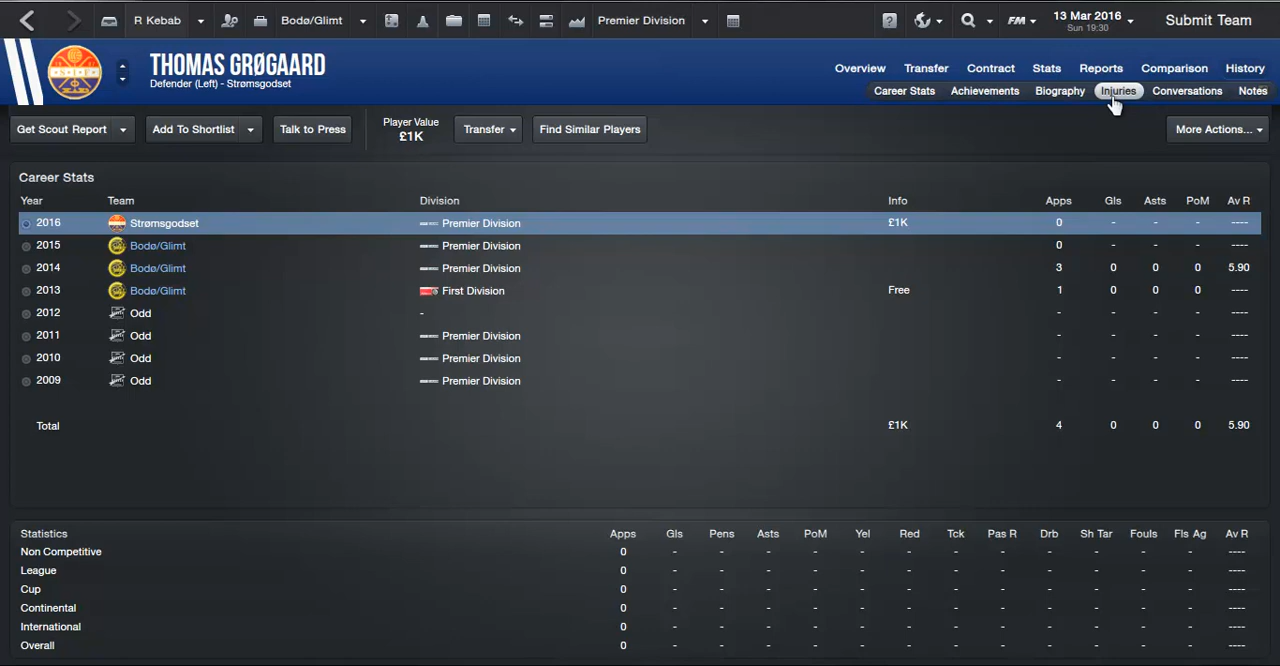 R Kebab Bodø/Glimt Premier Division ? FM 13 Mar 2016 Submit Team
Sun 19:30
THOMAS GRØGAARD
Defender (Left) - Strømsgodset
Overview Transfer Contract Stats Reports Comparison History
Career Stats Achievements Biography Injuries Conversations Notes
Get Scout Report Add To Shortlist Talk to Press Player Value Transfer Find Similar Players More Actions...
£1K
Career Stats
Year Team Division Info Apps Gls Asts PoM Av R
2016 Strømsgodset Premier Division £1K 0 - - - ----
2015 Bodø/Glimt Premier Division 0 - - - ----
2014 Bodø/Glimt Premier Division 3 0 0 0 5.90
2013 Bodø/Glimt First Division Free 1 0 0 0 ----
2012 Odd - - - - - ----
2011 Odd Premier Division - - - - ----
2010 Odd Premier Division - - - - ----
2009 Odd Premier Division - - - - ----
Total £1K 4 0 0 0 5.90
Statistics Apps Gls Pens Asts PoM Yel Red Tck Pas R Drb Sh Tar Fouls Fls Ag Av R
Non Competitive 0 - - - - - - - - - - - - ----
League 0 - - - - - - - - - - - - ----
Cup 0 - - - - - - - - - - - - ----
Continental 0 - - - - - - - - - - - - ----
International 0 - - - - - - - - - - - - ----
Overall 0 - - - - - - - - - - - - ----